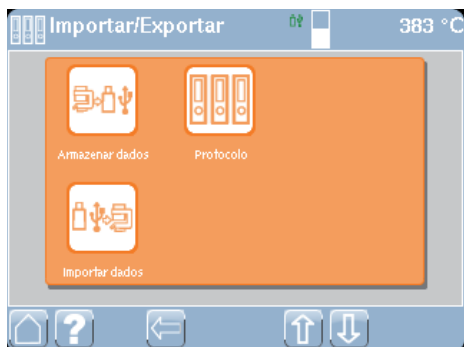 Importar/Exportar
383 °C
Armazenar dados
Protocolo
Importar dados
?